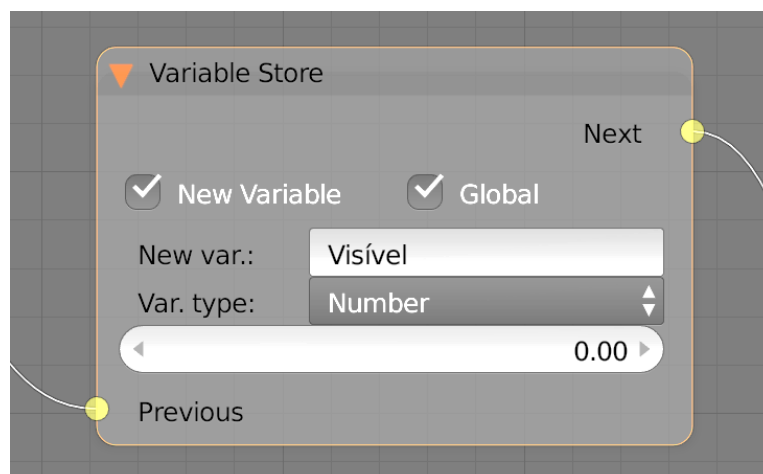 Variable Store
Next
New Variable Global
New var.: Visível
Var. type: Number
0.00
Previous